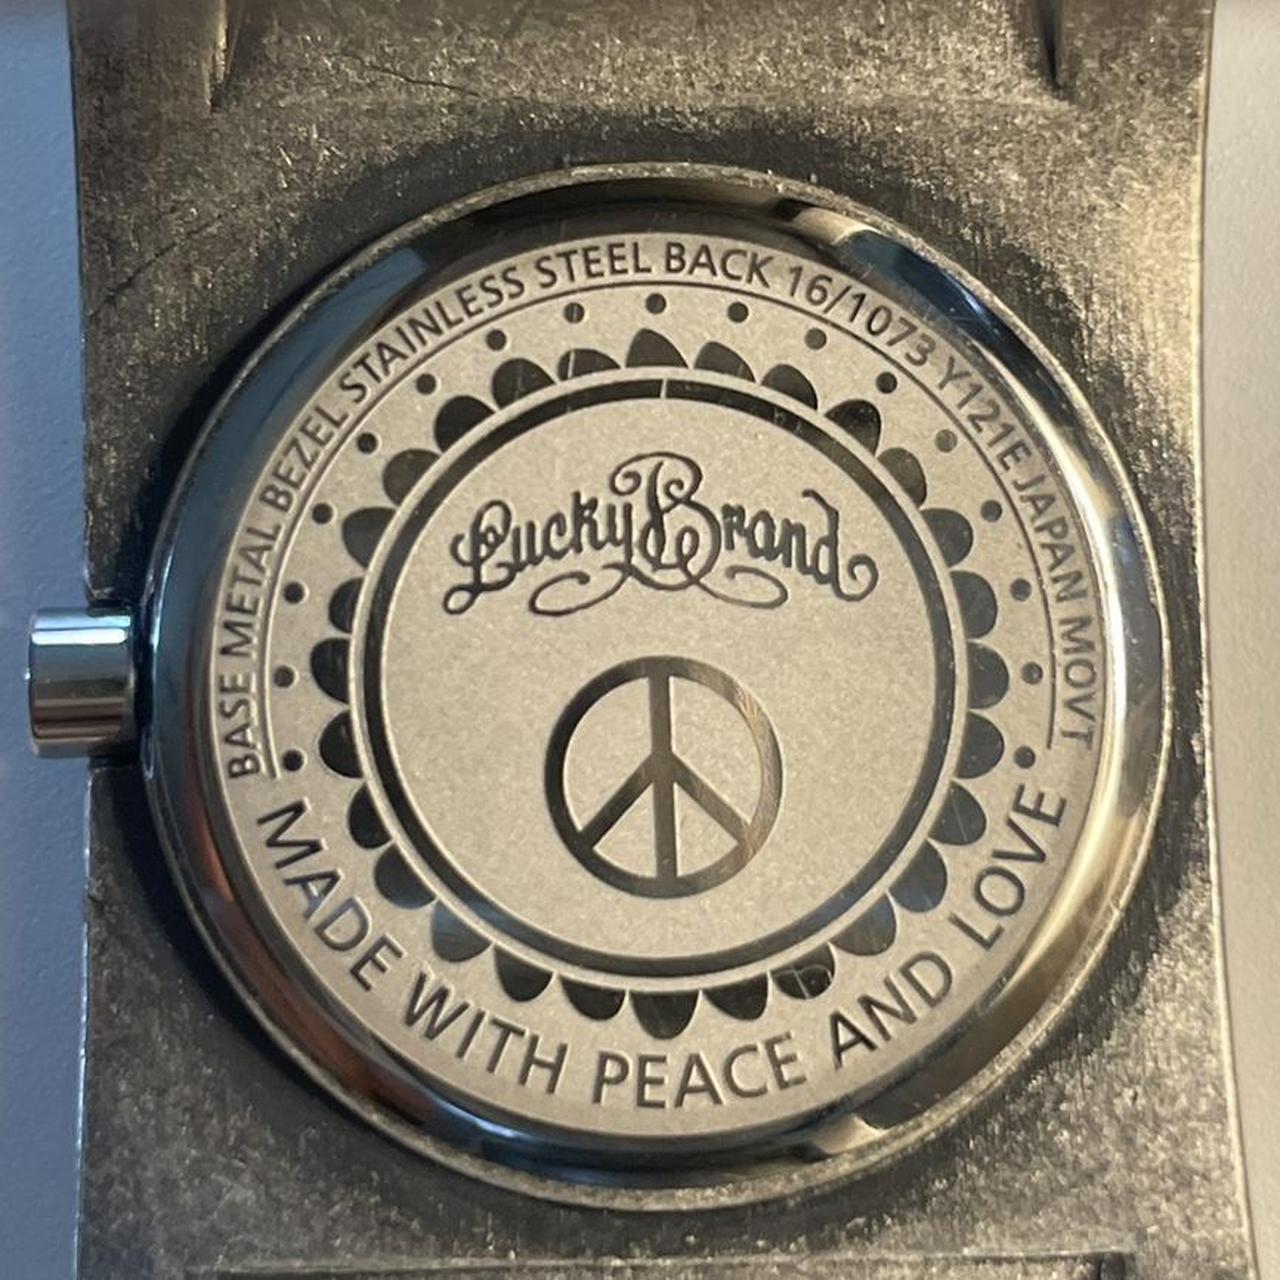 BASE METAL BEZEL STAINLESS STEEL BACK 16/1073 Y121E JAPAN MOVT
Lucky Brand
MADE WITH PEACE AND LOVE